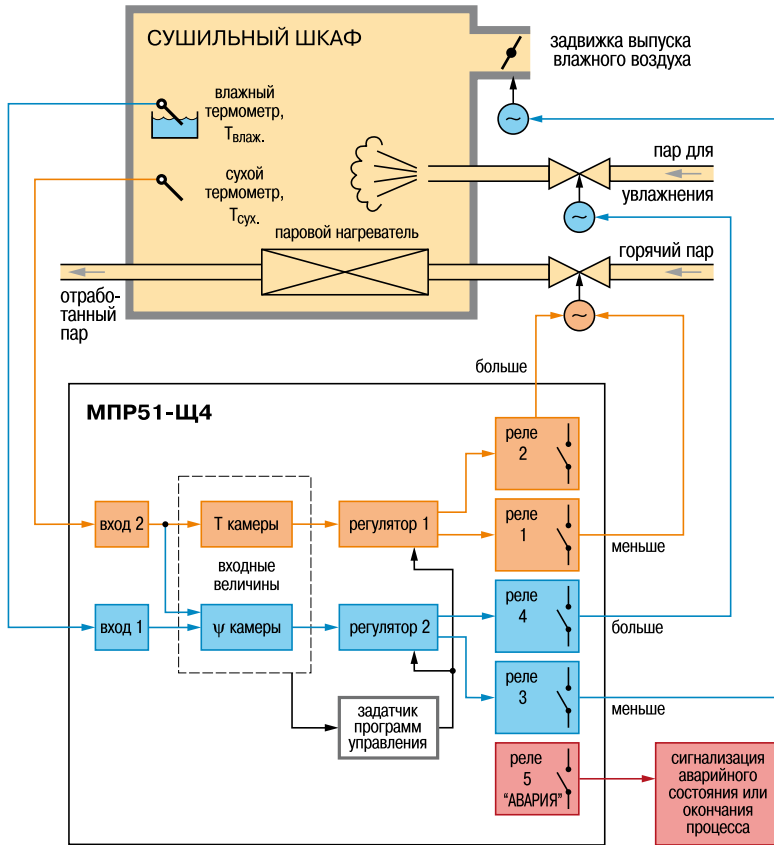 СУШИЛЬНЫЙ ШКАФ
задвижка выпуска
влажного воздуха
влажный
термометр,
Tвлаж.
~
сухой
термометр,
Tсух.
пар для
увлажнения
~
паровой нагреватель
горячий пар
отрабо-
танный
пар
~
больше
МПР51-Щ4
реле
2
вход 2
T камеры
регулятор 1
реле
1
меньше
входные
величины
вход 1
ψ камеры
регулятор 2
реле
4
больше
реле
3
меньше
задатчик
программ
управления
реле
5
"АВАРИЯ"
сигнализация
аварийного
состояния или
окончания
процесса